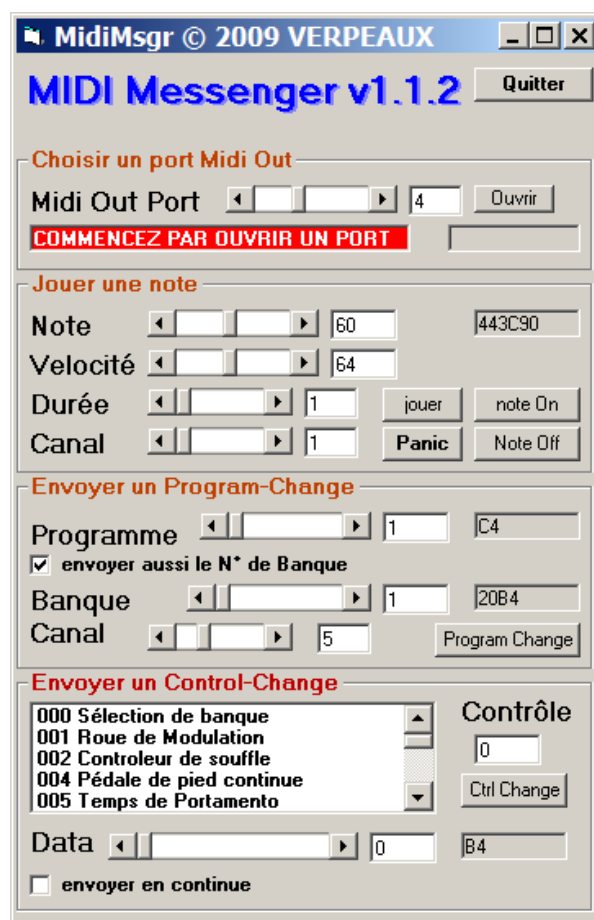 MidiMsgr © 2009 VERPEAUX
MIDI Messenger v1.1.2 Quitter
Choisir un port Midi Out
Midi Out Port 4 Ouvrir
COMMENCEZ PAR OUVRIR UN PORT
Jouer une note
Note 60 443C90
Velocité 64
Durée 1 jouer note On
Canal 1 Panic Note Off
Envoyer un Program-Change
Programme 1 C4
envoyer aussi le N° de Banque
Banque 1 20B4
Canal 5 Program Change
Envoyer un Control-Change
000 Sélection de banque Contrôle
001 Roue de Modulation
002 Controleur de souffle 0
004 Pédale de pied continue
005 Temps de Portamento Ctrl Change
Data 0 B4
envoyer en continue